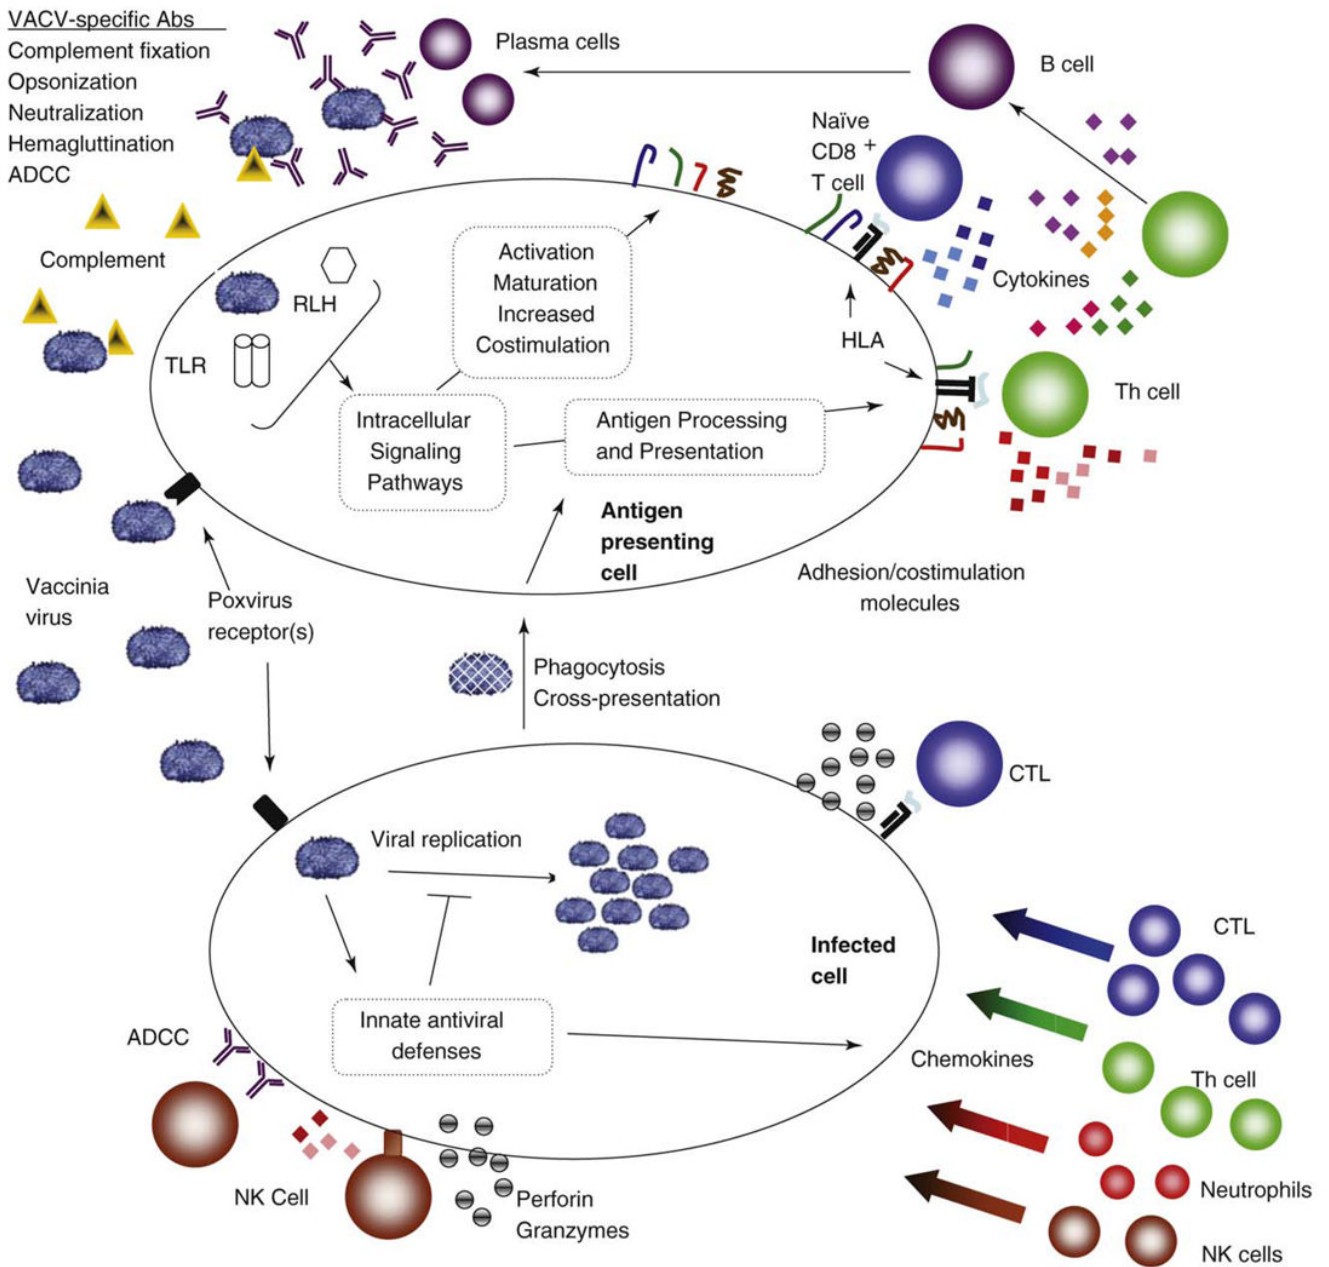 VACV-specific Abs
Complement fixation
Opsonization
Neutralization
Hemagluttination
ADCC
Plasma cells
B cell
Naïve
CD8 +
T cell
Complement
RLH
TLR
Activation
Maturation
Increased
Costimulation
Cytokines
HLA
Th cell
Intracellular
Signaling
Pathways
Antigen Processing
and Presentation
Antigen
presenting
cell
Adhesion/costimulation
molecules
Vaccinia
virus
Poxvirus
receptor(s)
Phagocytosis
Cross-presentation
CTL
Viral replication
Infected
cell
Innate antiviral
defenses
CTL
Chemokines
Th cell
ADCC
NK Cell
Perforin
Granzymes
Neutrophils
NK cells